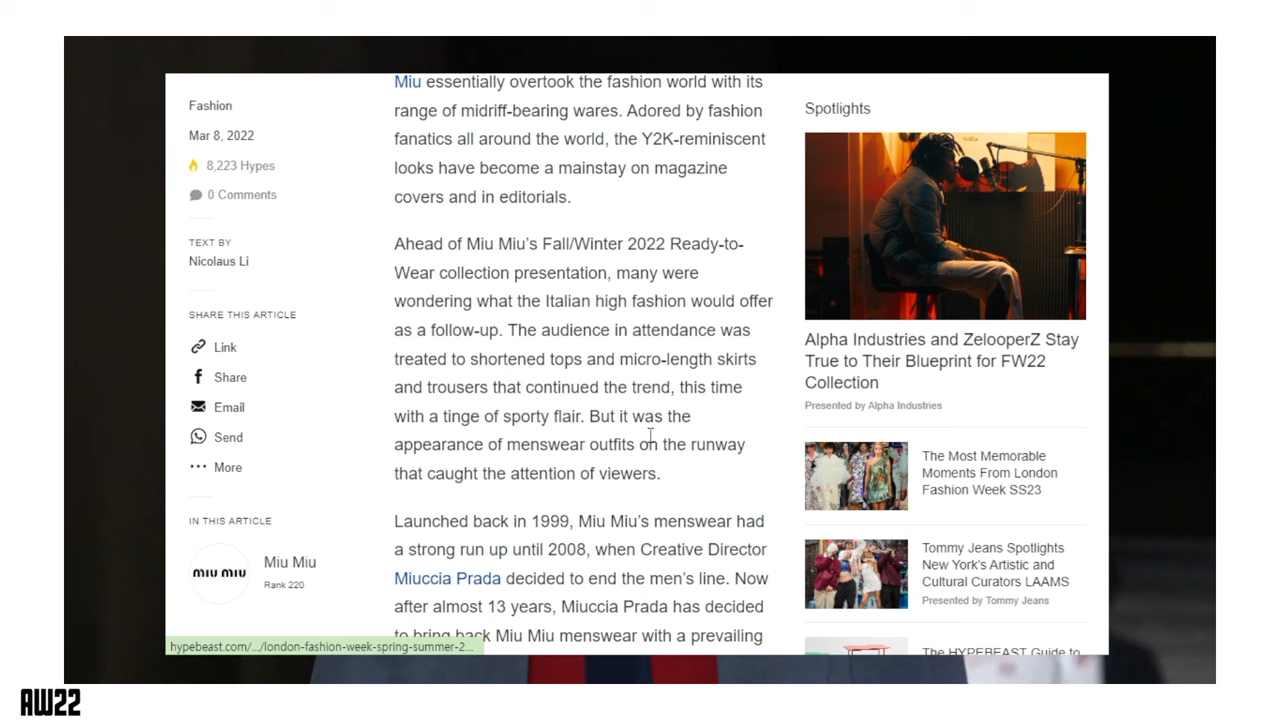 Fashion
Mar 8, 2022
8,223 Hypes
0 Comments
TEXT BY
Nicolaus Li
SHARE THIS ARTICLE
Link
Share
Email
Send
More
IN THIS ARTICLE
miu miu
Miu Miu
Rank 220
Miu essentially overtook the fashion world with its
range of midriff-bearing wares. Adored by fashion
fanatics all around the world, the Y2K-reminiscent
looks have become a mainstay on magazine
covers and in editorials.
Ahead of Miu Miu's Fall/Winter 2022 Ready-to-
Wear collection presentation, many were
wondering what the Italian high fashion would offer
as a follow-up. The audience in attendance was
treated to shortened tops and micro-length skirts
and trousers that continued the trend, this time
with a tinge of sporty flair. But it was the
appearance of menswear outfits on the runway
that caught the attention of viewers.
Launched back in 1999, Miu Miu's menswear had
a strong run up until 2008, when Creative Director
Miuccia Prada decided to end the men's line. Now
after almost 13 years, Miuccia Prada has decided
to bring back Miu Miu menswear with a prevailing
Spotlights
Alpha Industries and ZelooperZ Stay
True to Their Blueprint for FW22
Collection
Presented by Alpha Industries
The Most Memorable
Moments From London
Fashion Week SS23
Tommy Jeans Spotlights
New York's Artistic and
Cultural Curators LAAMS
Presented by Tommy Jeans
The HYPEBEAST Guide to
hypebeast.com/.../london-fashion-week-spring-summer-2...
AW22